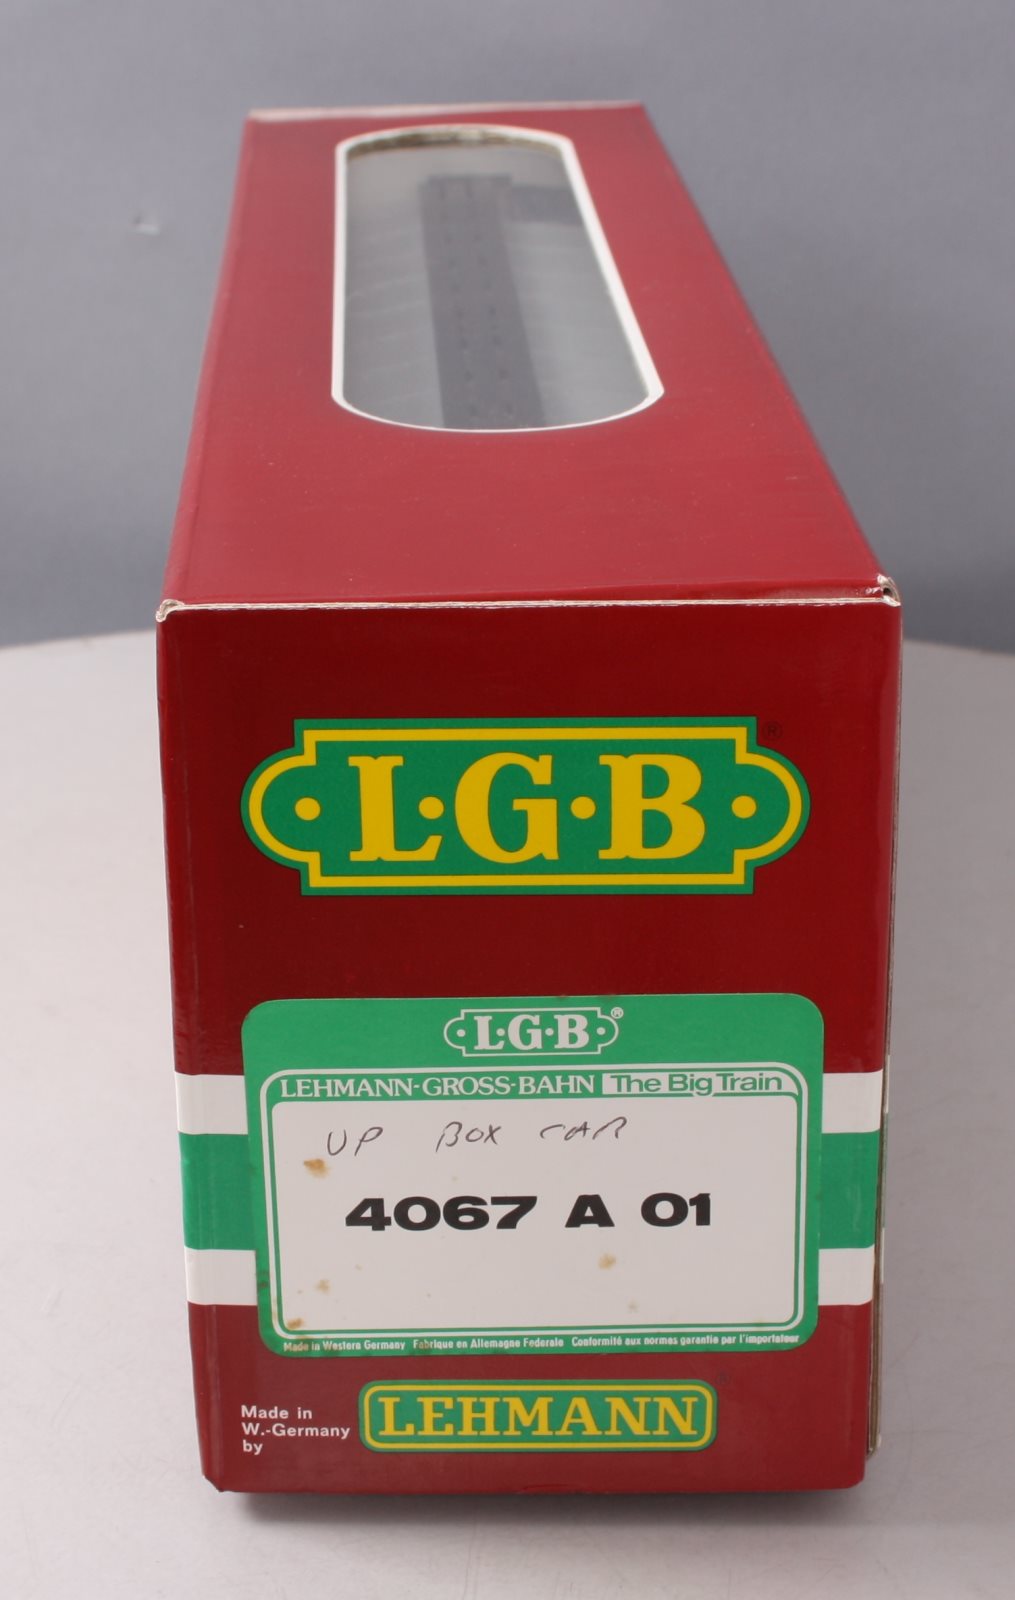 L·G·B ®
L·G·B ®
LEHMANN-GROSS-BAHN The Big Train
UP BOX CAR
4067 A 01
Made in Western Germany Fabrique en Allemagne Federale Conformité aux normes garantie par l'importateur
Made in
W.-Germany
by
LEHMANN ®